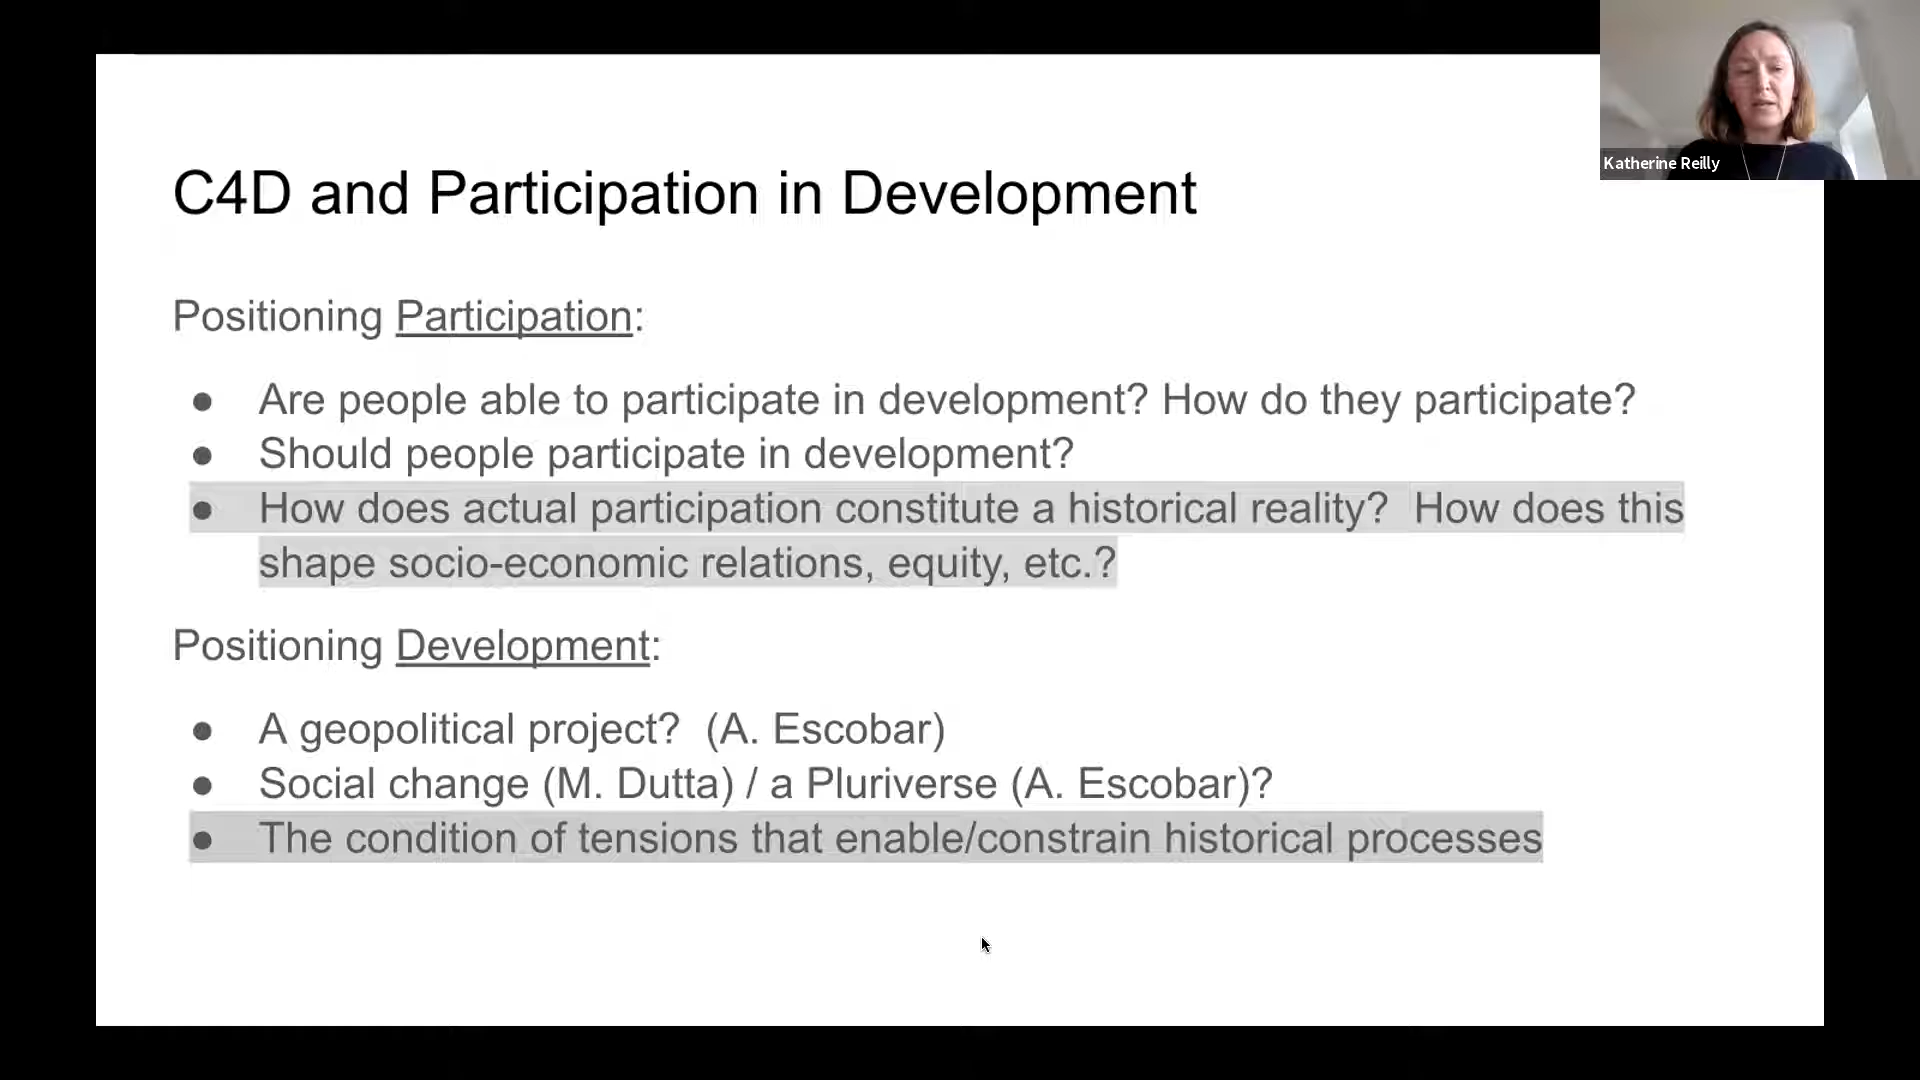 Katherine Reilly
C4D and Participation in Development
Positioning Participation:
● Are people able to participate in development? How do they participate?
● Should people participate in development?
● How does actual participation constitute a historical reality?  How does this
shape socio-economic relations, equity, etc.?
Positioning Development:
● A geopolitical project?  (A. Escobar)
● Social change (M. Dutta) / a Pluriverse (A. Escobar)?
● The condition of tensions that enable/constrain historical processes